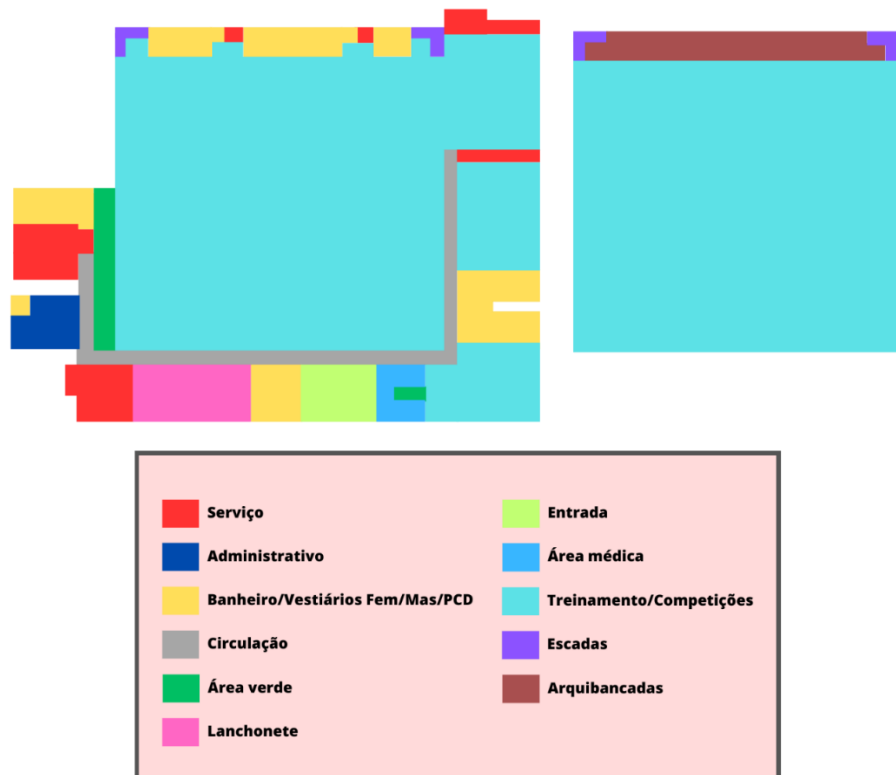 Serviço
Administrativo
Banheiro/Vestiários Fem/Mas/PCD
Circulação
Área verde
Lanchonete
Entrada
Área médica
Treinamento/Competições
Escadas
Arquibancadas